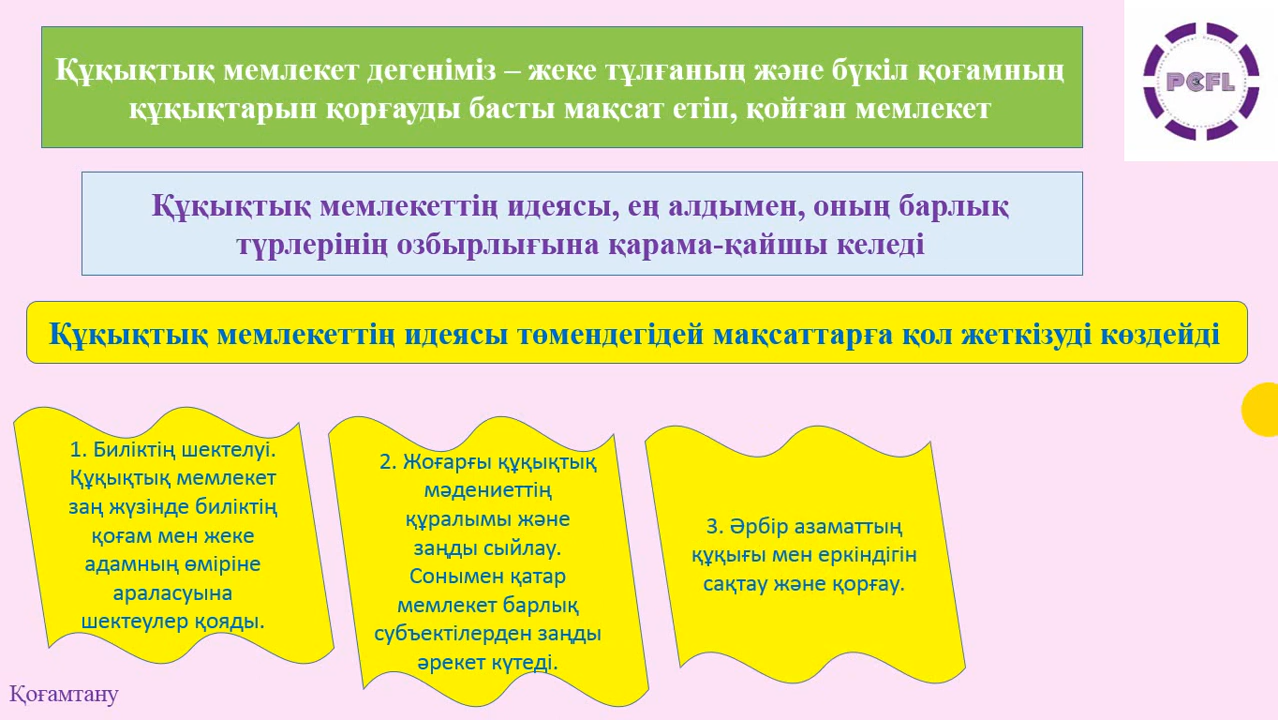 Құқықтық мемлекет дегеніміз – жеке тұлғаның және бүкіл қоғамның
құқықтарын қорғауды басты мақсат етіп, қойған мемлекет
PCFL
Құқықтық мемлекеттің идеясы, ең алдымен, оның барлық
түрлерінің озбырлығына қарама-қайшы келеді
Құқықтық мемлекеттің идеясы төмендегідей мақсаттарға қол жеткізуді көздейді
1. Биліктің шектелуі.
Құқықтық мемлекет
заң жүзінде биліктің
қоғам мен жеке
адамның өміріне
араласуына
шектеулер қояды.
2. Жоғарғы құқықтық
мәдениеттің
құралымы және
заңды сыйлау.
Сонымен қатар
мемлекет барлық
субъектілерден заңды
әрекет күтеді.
3. Әрбір азаматтың
құқығы мен еркіндігін
сақтау және қорғау.
Қоғамтану